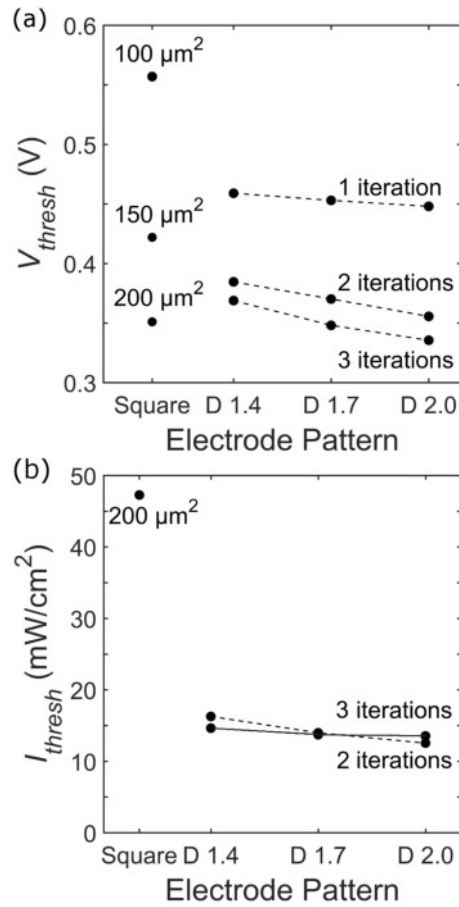 (a)
0.6
0.5
0.4
0.3
V thresh (V)
100 μm²
150 μm²
200 μm²
1 iteration
2 iterations
3 iterations
Square D 1.4 D 1.7 D 2.0
Electrode Pattern
(b)
50
40
30
20
10
0
I thresh (mW/cm²)
200 μm²
3 iterations
2 iterations
Square D 1.4 D 1.7 D 2.0
Electrode Pattern